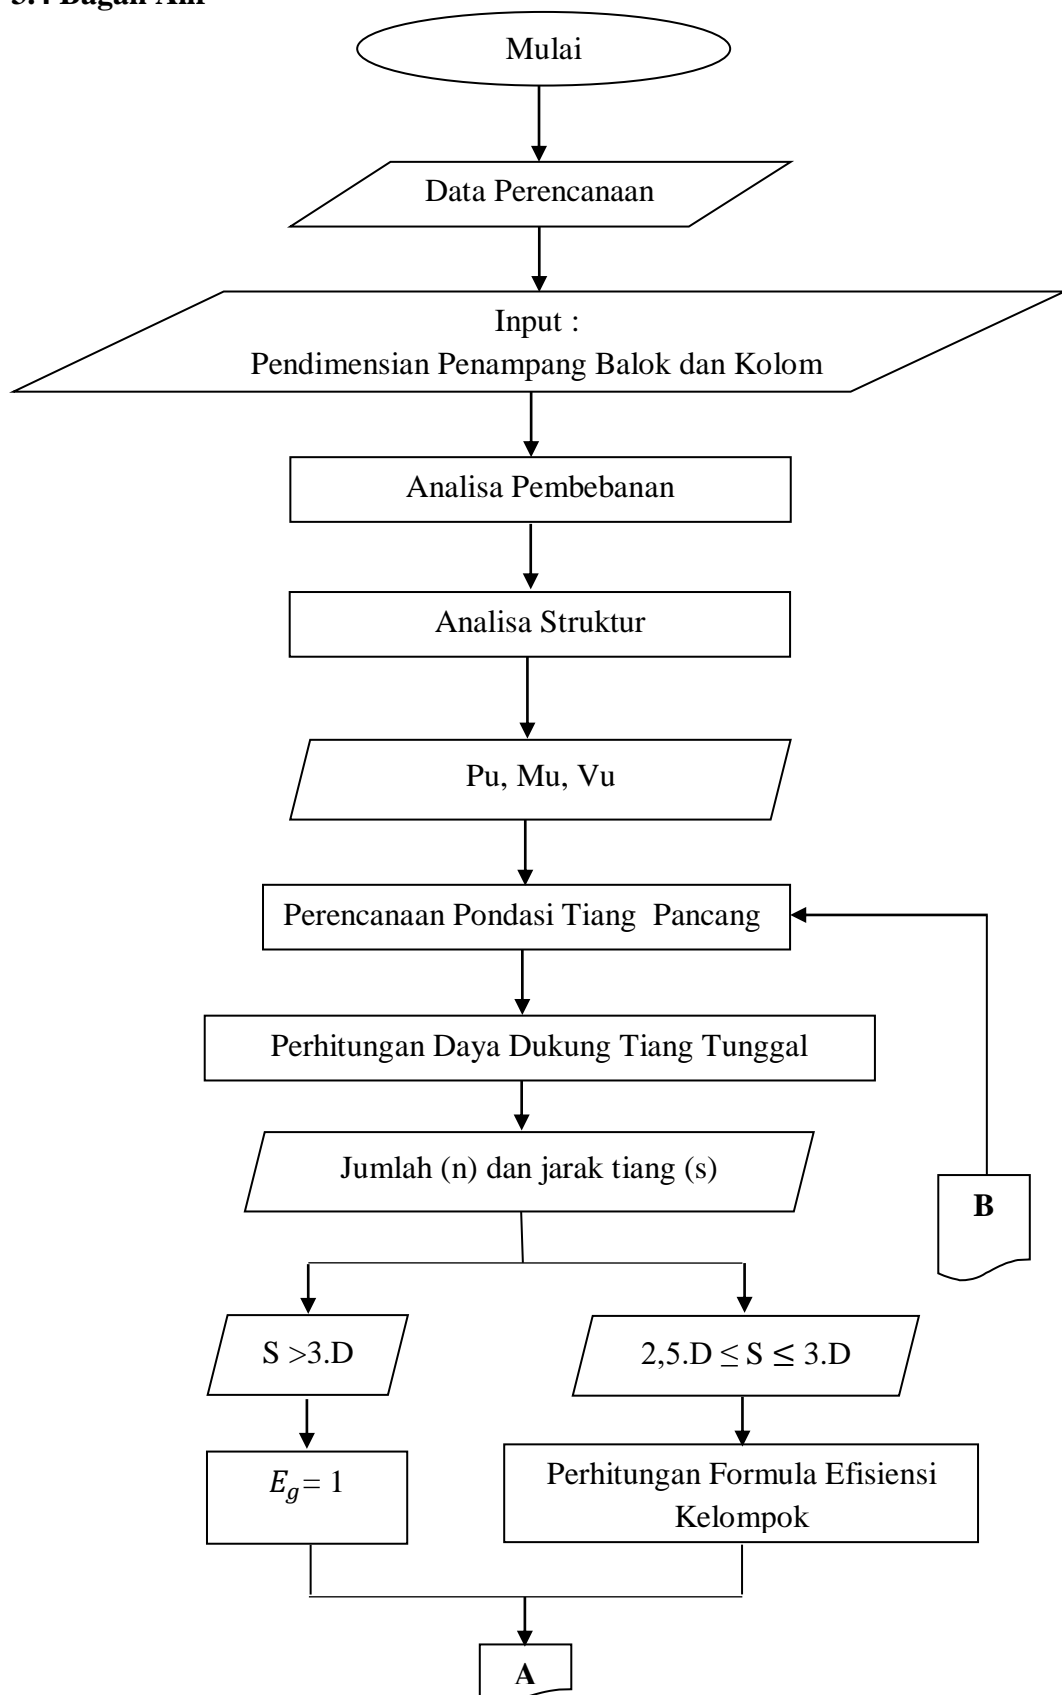 3.4 Bagan Alir
Mulai
Data Perencanaan
Input :
Pendimensian Penampang Balok dan Kolom
Analisa Pembebanan
Analisa Struktur
Pu, Mu, Vu
Perencanaan Pondasi Tiang Pancang
Perhitungan Daya Dukung Tiang Tunggal
Jumlah (n) dan jarak tiang (s)
B
S >3.D
2,5.D ≤ S ≤ 3.D
E_g = 1
Perhitungan Formula Efisiensi
Kelompok
A